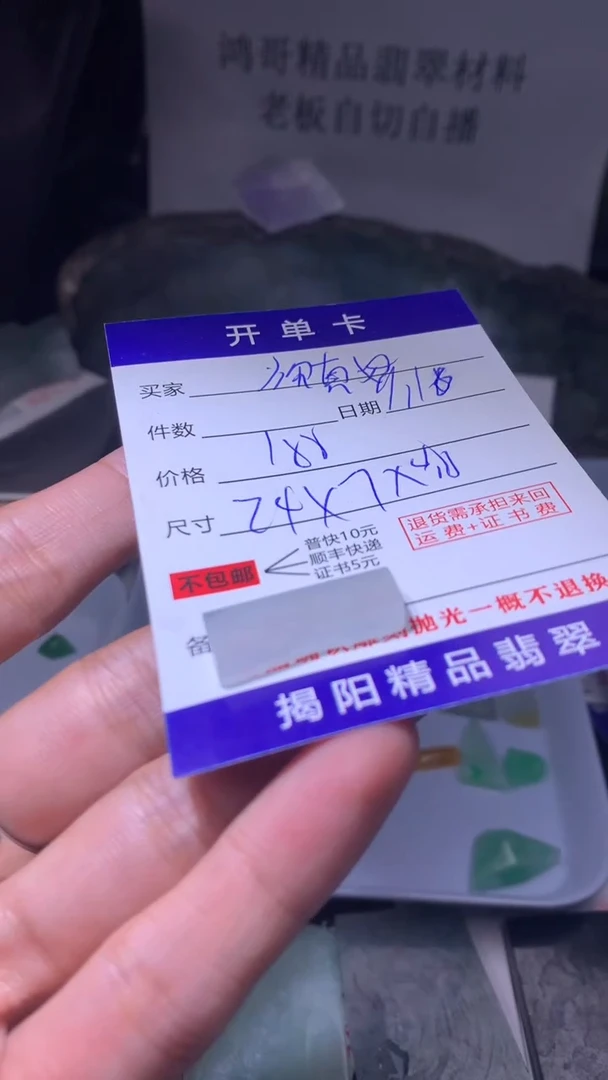 鸿哥精品翡翠材料
老板自切自播
开单卡
买家
件数 日期
价格 188
尺寸 24X7X
普快10元
顺丰快递
不包邮 证书5元
退货需承担来回
运费+证书费
抛光一概不退换
揭阳精品翡翠